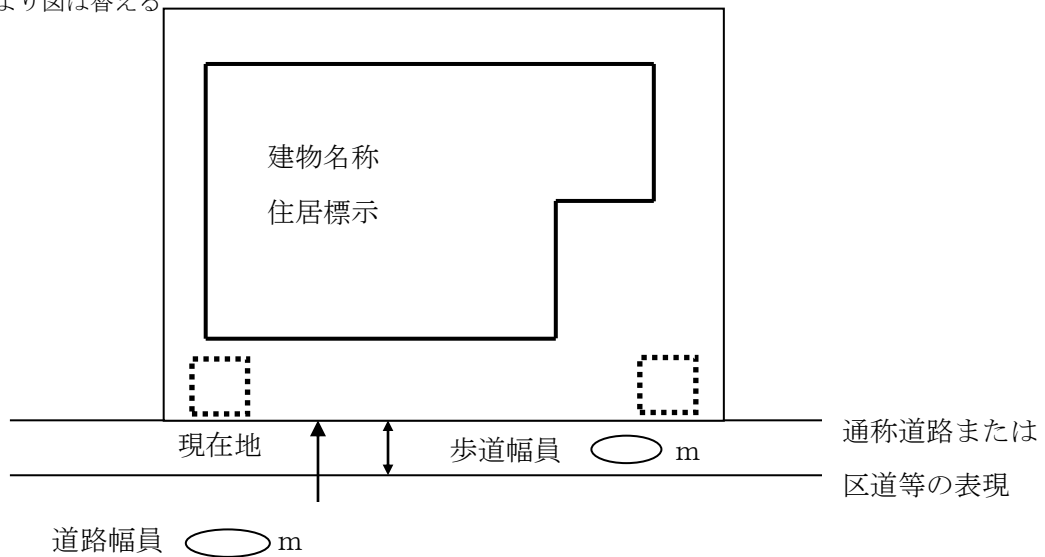 より図は替える
建物名称
住居標示
現在地
歩道幅員 m
通称道路または
区道等の表現
道路幅員 m